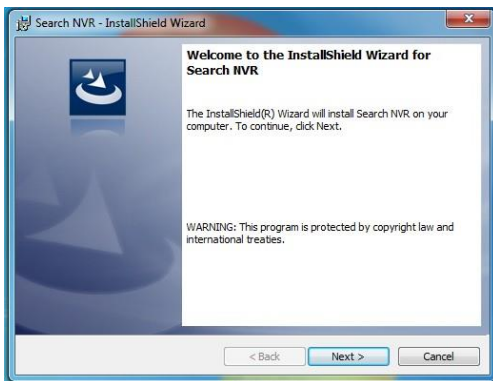 Search NVR - InstallShield Wizard
Welcome to the InstallShield Wizard for
Search NVR
The InstallShield(R) Wizard will install Search NVR on your
computer. To continue, click Next.
WARNING: This program is protected by copyright law and
international treaties.
< Back
Next >
Cancel